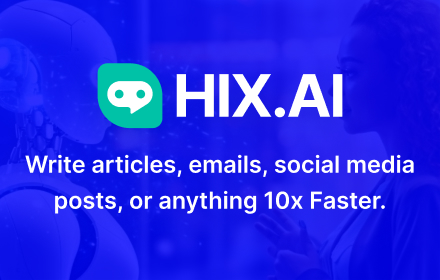 HIX.AI
Write articles, emails, social media
posts, or anything 10x Faster.